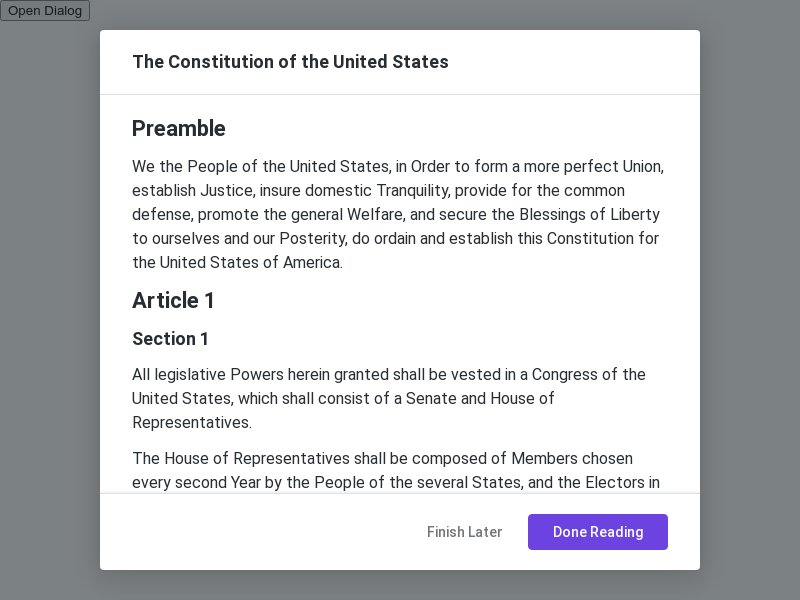 Open Dialog
The Constitution of the United States
Preamble
We the People of the United States, in Order to form a more perfect Union,
establish Justice, insure domestic Tranquility, provide for the common
defense, promote the general Welfare, and secure the Blessings of Liberty
to ourselves and our Posterity, do ordain and establish this Constitution for
the United States of America.
Article 1
Section 1
All legislative Powers herein granted shall be vested in a Congress of the
United States, which shall consist of a Senate and House of
Representatives.
The House of Representatives shall be composed of Members chosen
every second Year by the People of the several States, and the Electors in
Finish Later
Done Reading